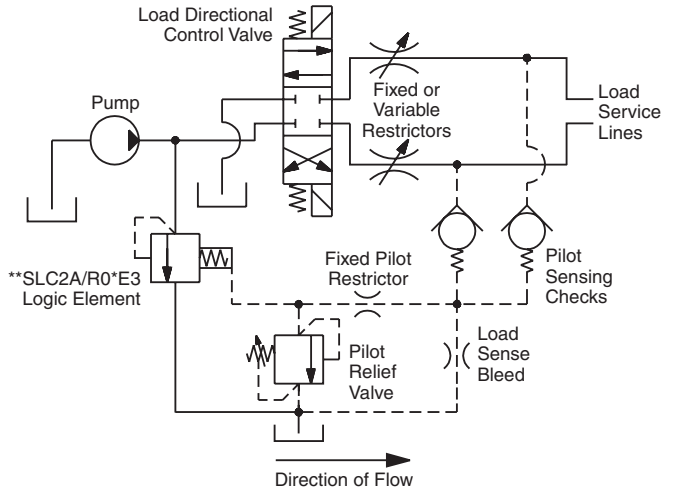 Load Directional
Control Valve
Pump
Fixed or
Variable
Restrictors
Load
Service
Lines
**SLC2A/R0*E3
Logic Element
Fixed Pilot
Restrictor
Pilot
Sensing
Checks
Pilot
Relief
Valve
Load
Sense
Bleed
Direction of Flow